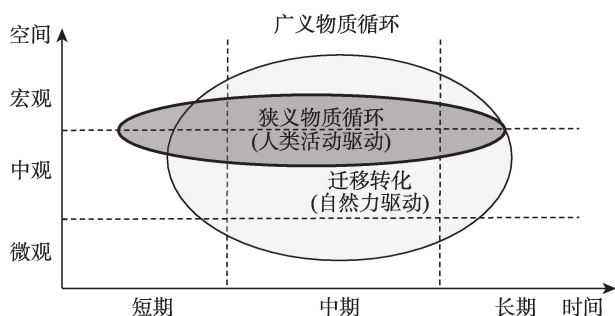 广义物质循环
空间
宏观
狭义物质循环
(人类活动驱动)
中观
迁移转化
(自然力驱动)
微观
短期
中期
长期
时间